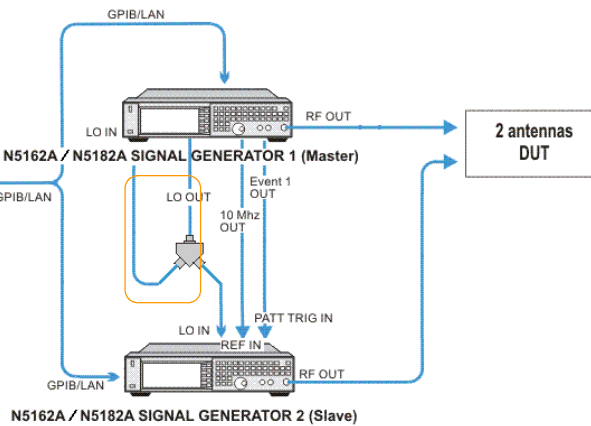 GPIB/LAN
RF OUT
LO IN
2 antennas
DUT
N5162A / N5182A SIGNAL GENERATOR 1 (Master)
Event 1
OUT
GPIB/LAN
LO OUT
10 Mhz
OUT
PATT TRIG IN
LO IN
REF IN
RF OUT
GPIB/LAN
N5162A / N5182A SIGNAL GENERATOR 2 (Slave)